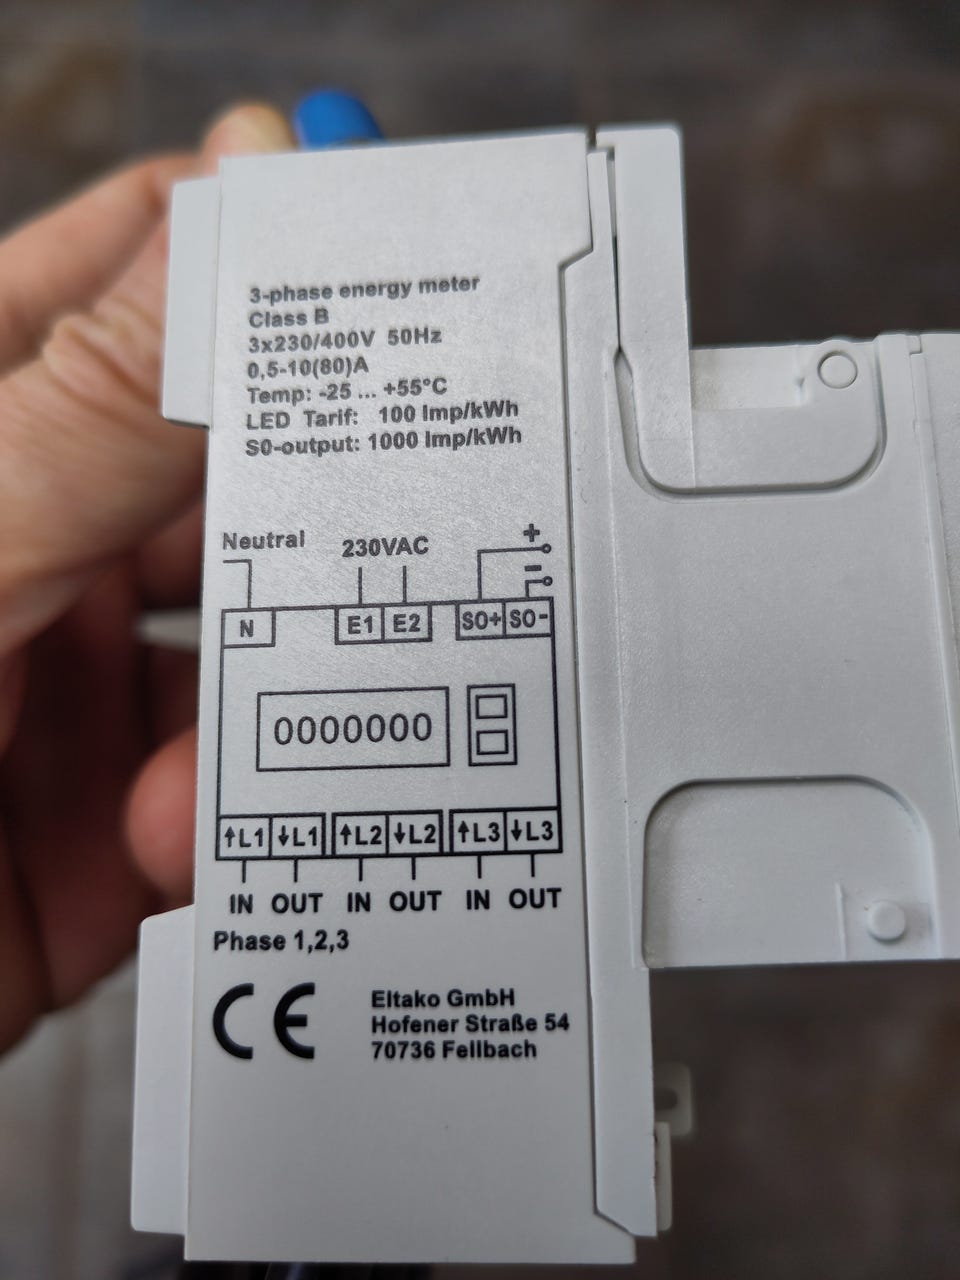 3-phase energy meter
Class B
3x230/400V 50Hz
0,5-10(80)A
Temp: -25 ... +55°C
LED Tarif: 100 Imp/kWh
S0-output: 1000 Imp/kWh
Neutral 230VAC + -
N E1 E2 SO+ SO-
0000000
↑L1 ↓L1 ↑L2 ↓L2 ↑L3 ↓L3
IN OUT IN OUT IN OUT
Phase 1,2,3
CE
Eltako GmbH
Hofener Straße 54
70736 Fellbach